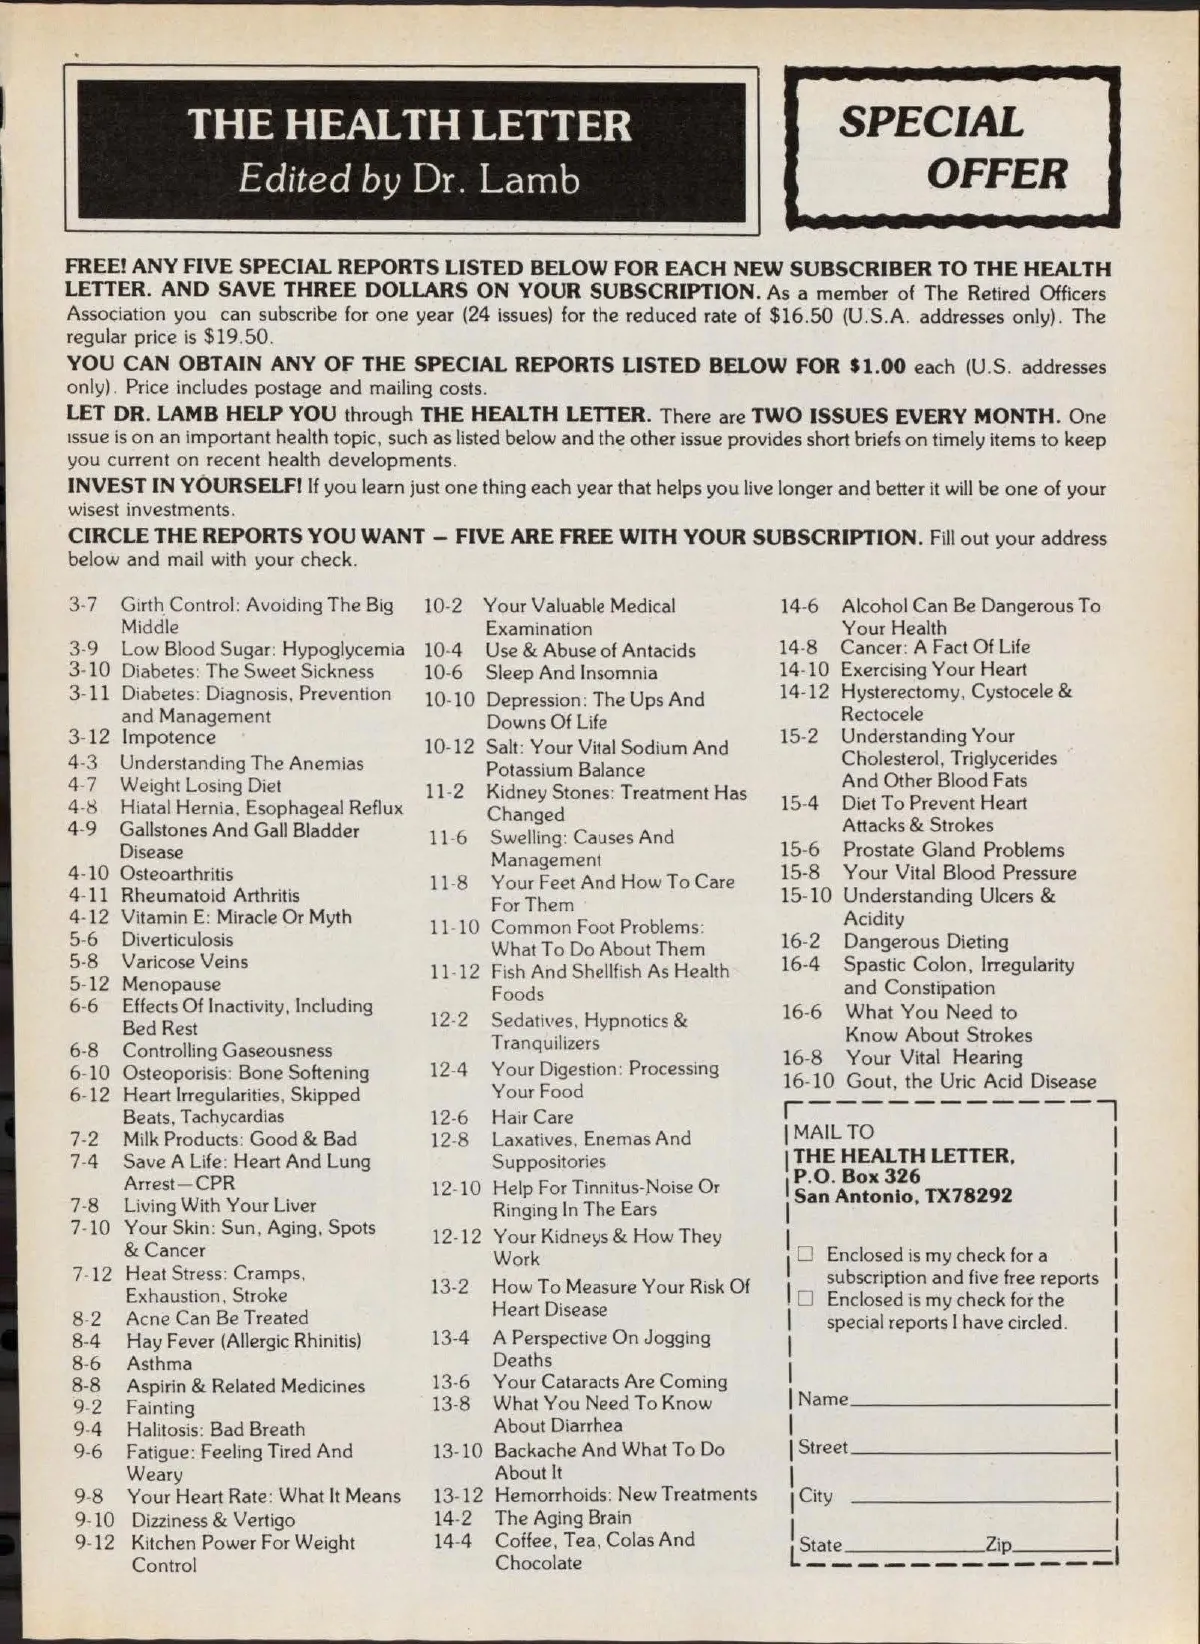 THE HEALTH LETTER
Edited by Dr. Lamb
SPECIAL
OFFER
FREE! ANY FIVE SPECIAL REPORTS LISTED BELOW FOR EACH NEW SUBSCRIBER TO THE HEALTH
LETTER. AND SAVE THREE DOLLARS ON YOUR SUBSCRIPTION. As a member of The Retired Officers
Association you can subscribe for one year (24 issues) for the reduced rate of $16.50 (U.S.A. addresses only). The
regular price is $19.50.
YOU CAN OBTAIN ANY OF THE SPECIAL REPORTS LISTED BELOW FOR $1.00 each (U.S. addresses
only). Price includes postage and mailing costs.
LET DR. LAMB HELP YOU through THE HEALTH LETTER. There are TWO ISSUES EVERY MONTH. One
issue is on an important health topic, such as listed below and the other issue provides short briefs on timely items to keep
you current on recent health developments.
INVEST IN YOURSELF! If you learn just one thing each year that helps you live longer and better it will be one of your
wisest investments.
CIRCLE THE REPORTS YOU WANT – FIVE ARE FREE WITH YOUR SUBSCRIPTION. Fill out your address
below and mail with your check.
3-7 Girth Control: Avoiding The Big
Middle
3-9 Low Blood Sugar: Hypoglycemia
3-10 Diabetes: The Sweet Sickness
3-11 Diabetes: Diagnosis, Prevention
and Management
3-12 Impotence
4-3 Understanding The Anemias
4-7 Weight Losing Diet
4-8 Hiatal Hernia, Esophageal Reflux
4-9 Gallstones And Gall Bladder
Disease
4-10 Osteoarthritis
4-11 Rheumatoid Arthritis
4-12 Vitamin E: Miracle Or Myth
5-6 Diverticulosis
5-8 Varicose Veins
5-12 Menopause
6-6 Effects Of Inactivity, Including
Bed Rest
6-8 Controlling Gaseousness
6-10 Osteoporisis: Bone Softening
6-12 Heart Irregularities, Skipped
Beats, Tachycardias
7-2 Milk Products: Good & Bad
7-4 Save A Life: Heart And Lung
Arrest—CPR
7-8 Living With Your Liver
7-10 Your Skin: Sun, Aging, Spots
& Cancer
7-12 Heat Stress: Cramps,
Exhaustion, Stroke
8-2 Acne Can Be Treated
8-4 Hay Fever (Allergic Rhinitis)
8-6 Asthma
8-8 Aspirin & Related Medicines
9-2 Fainting
9-4 Halitosis: Bad Breath
9-6 Fatigue: Feeling Tired And
Weary
9-8 Your Heart Rate: What It Means
9-10 Dizziness & Vertigo
9-12 Kitchen Power For Weight
Control
10-2 Your Valuable Medical
Examination
10-4 Use & Abuse of Antacids
10-6 Sleep And Insomnia
10-10 Depression: The Ups And
Downs Of Life
10-12 Salt: Your Vital Sodium And
Potassium Balance
11-2 Kidney Stones: Treatment Has
Changed
11-6 Swelling: Causes And
Management
11-8 Your Feet And How To Care
For Them
11-10 Common Foot Problems:
What To Do About Them
11-12 Fish And Shellfish As Health
Foods
12-2 Sedatives, Hypnotics &
Tranquilizers
12-4 Your Digestion: Processing
Your Food
12-6 Hair Care
12-8 Laxatives, Enemas And
Suppositories
12-10 Help For Tinnitus-Noise Or
Ringing In The Ears
12-12 Your Kidneys & How They
Work
13-2 How To Measure Your Risk Of
Heart Disease
13-4 A Perspective On Jogging
Deaths
13-6 Your Cataracts Are Coming
13-8 What You Need To Know
About Diarrhea
13-10 Backache And What To Do
About It
13-12 Hemorrhoids: New Treatments
14-2 The Aging Brain
14-4 Coffee, Tea, Colas And
Chocolate
14-6 Alcohol Can Be Dangerous To
Your Health
14-8 Cancer: A Fact Of Life
14-10 Exercising Your Heart
14-12 Hysterectomy, Cystocele &
Rectocele
15-2 Understanding Your
Cholesterol, Triglycerides
And Other Blood Fats
15-4 Diet To Prevent Heart
Attacks & Strokes
15-6 Prostate Gland Problems
15-8 Your Vital Blood Pressure
15-10 Understanding Ulcers &
Acidity
16-2 Dangerous Dieting
16-4 Spastic Colon, Irregularity
and Constipation
16-6 What You Need to
Know About Strokes
16-8 Your Vital Hearing
16-10 Gout, the Uric Acid Disease
MAIL TO
THE HEALTH LETTER,
P.O. Box 326
San Antonio, TX78292
☐ Enclosed is my check for a
subscription and five free reports
☐ Enclosed is my check for the
special reports I have circled.
Name
Street
City
State Zip